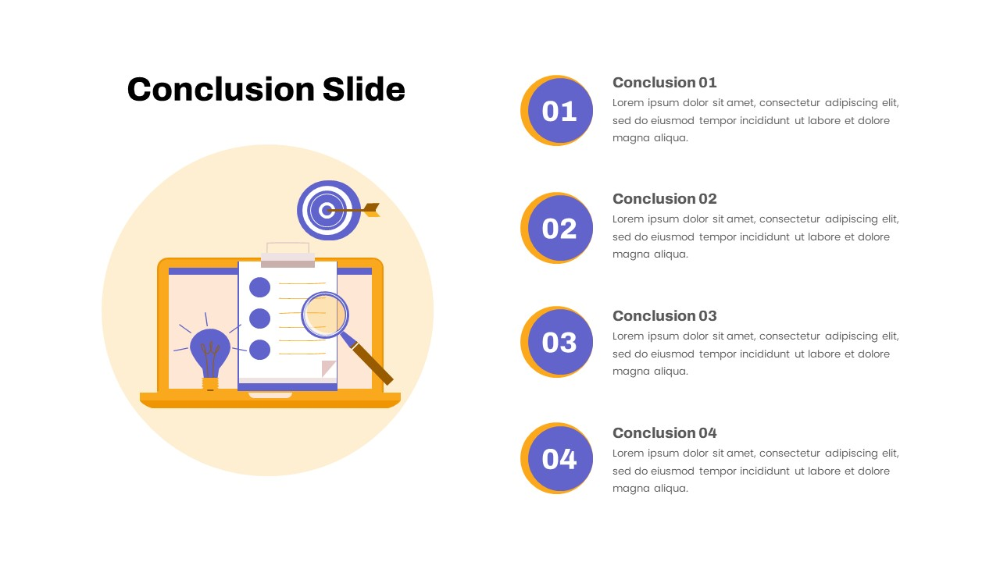 Conclusion Slide
01
Conclusion 01
Lorem ipsum dolor sit amet, consectetur adipiscing elit,
sed do eiusmod tempor incididunt ut labore et dolore
magna aliqua.
02
Conclusion 02
Lorem ipsum dolor sit amet, consectetur adipiscing elit,
sed do eiusmod tempor incididunt ut labore et dolore
magna aliqua.
03
Conclusion 03
Lorem ipsum dolor sit amet, consectetur adipiscing elit,
sed do eiusmod tempor incididunt ut labore et dolore
magna aliqua.
04
Conclusion 04
Lorem ipsum dolor sit amet, consectetur adipiscing elit,
sed do eiusmod tempor incididunt ut labore et dolore
magna aliqua.